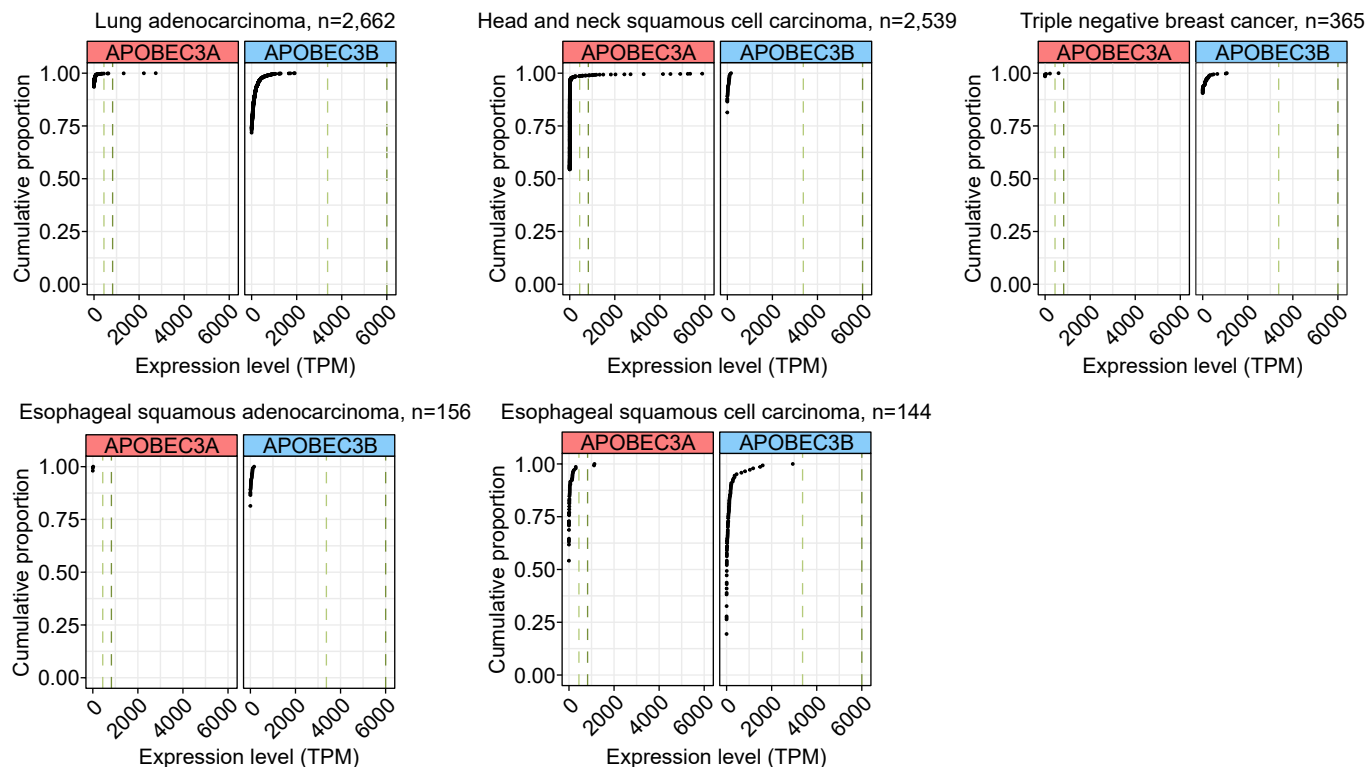 Lung adenocarcinoma, n=2,662
APOBEC3A
APOBEC3B
Cumulative proportion
1.00
0.75
0.50
0.25
0.00
0
2000
4000
6000
0
2000
4000
6000
Expression level (TPM)
Head and neck squamous cell carcinoma, n=2,539
APOBEC3A
APOBEC3B
Cumulative proportion
1.00
0.75
0.50
0.25
0.00
0
2000
4000
6000
0
2000
4000
6000
Expression level (TPM)
Triple negative breast cancer, n=365
APOBEC3A
APOBEC3B
Cumulative proportion
1.00
0.75
0.50
0.25
0.00
0
2000
4000
6000
0
2000
4000
6000
Expression level (TPM)
Esophageal squamous adenocarcinoma, n=156
APOBEC3A
APOBEC3B
Cumulative proportion
1.00
0.75
0.50
0.25
0.00
0
2000
4000
6000
0
2000
4000
6000
Expression level (TPM)
Esophageal squamous cell carcinoma, n=144
APOBEC3A
APOBEC3B
Cumulative proportion
1.00
0.75
0.50
0.25
0.00
0
2000
4000
6000
0
2000
4000
6000
Expression level (TPM)